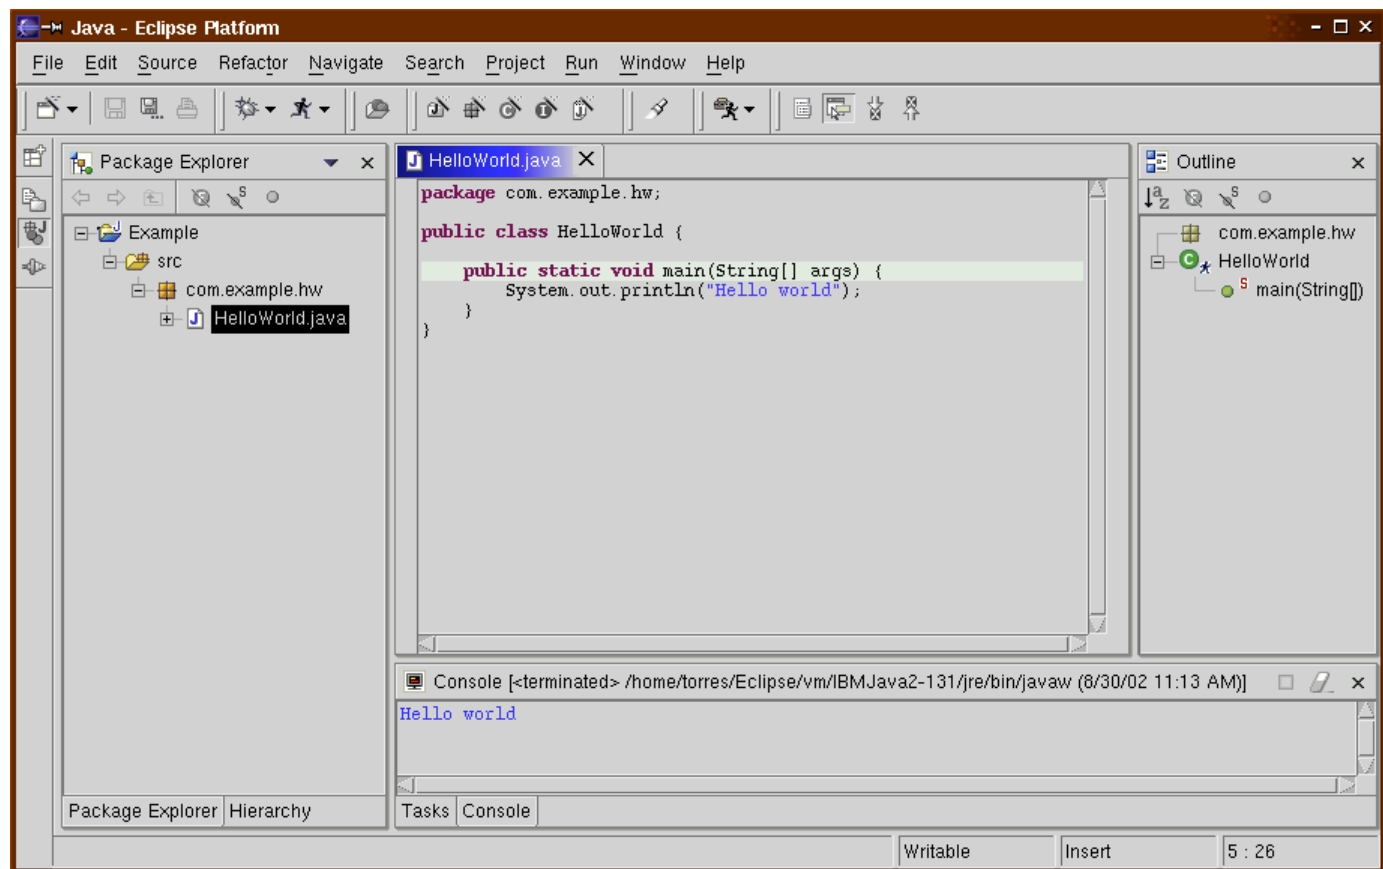 Java - Eclipse Platform
File Edit Source Refactor Navigate Search Project Run Window Help
Package Explorer
Example
src
com.example.hw
HelloWorld.java
Package Explorer Hierarchy
HelloWorld.java
package com.example.hw;
public class HelloWorld {
public static void main(String[] args) {
System.out.println("Hello world");
}
}
Outline
com.example.hw
HelloWorld
S main(String[])
Console [<terminated> /home/torres/Eclipse/vm/IBMJava2-131/jre/bin/javaw (8/30/02 11:13 AM)]
Hello world
Tasks Console
Writable Insert 5 : 26